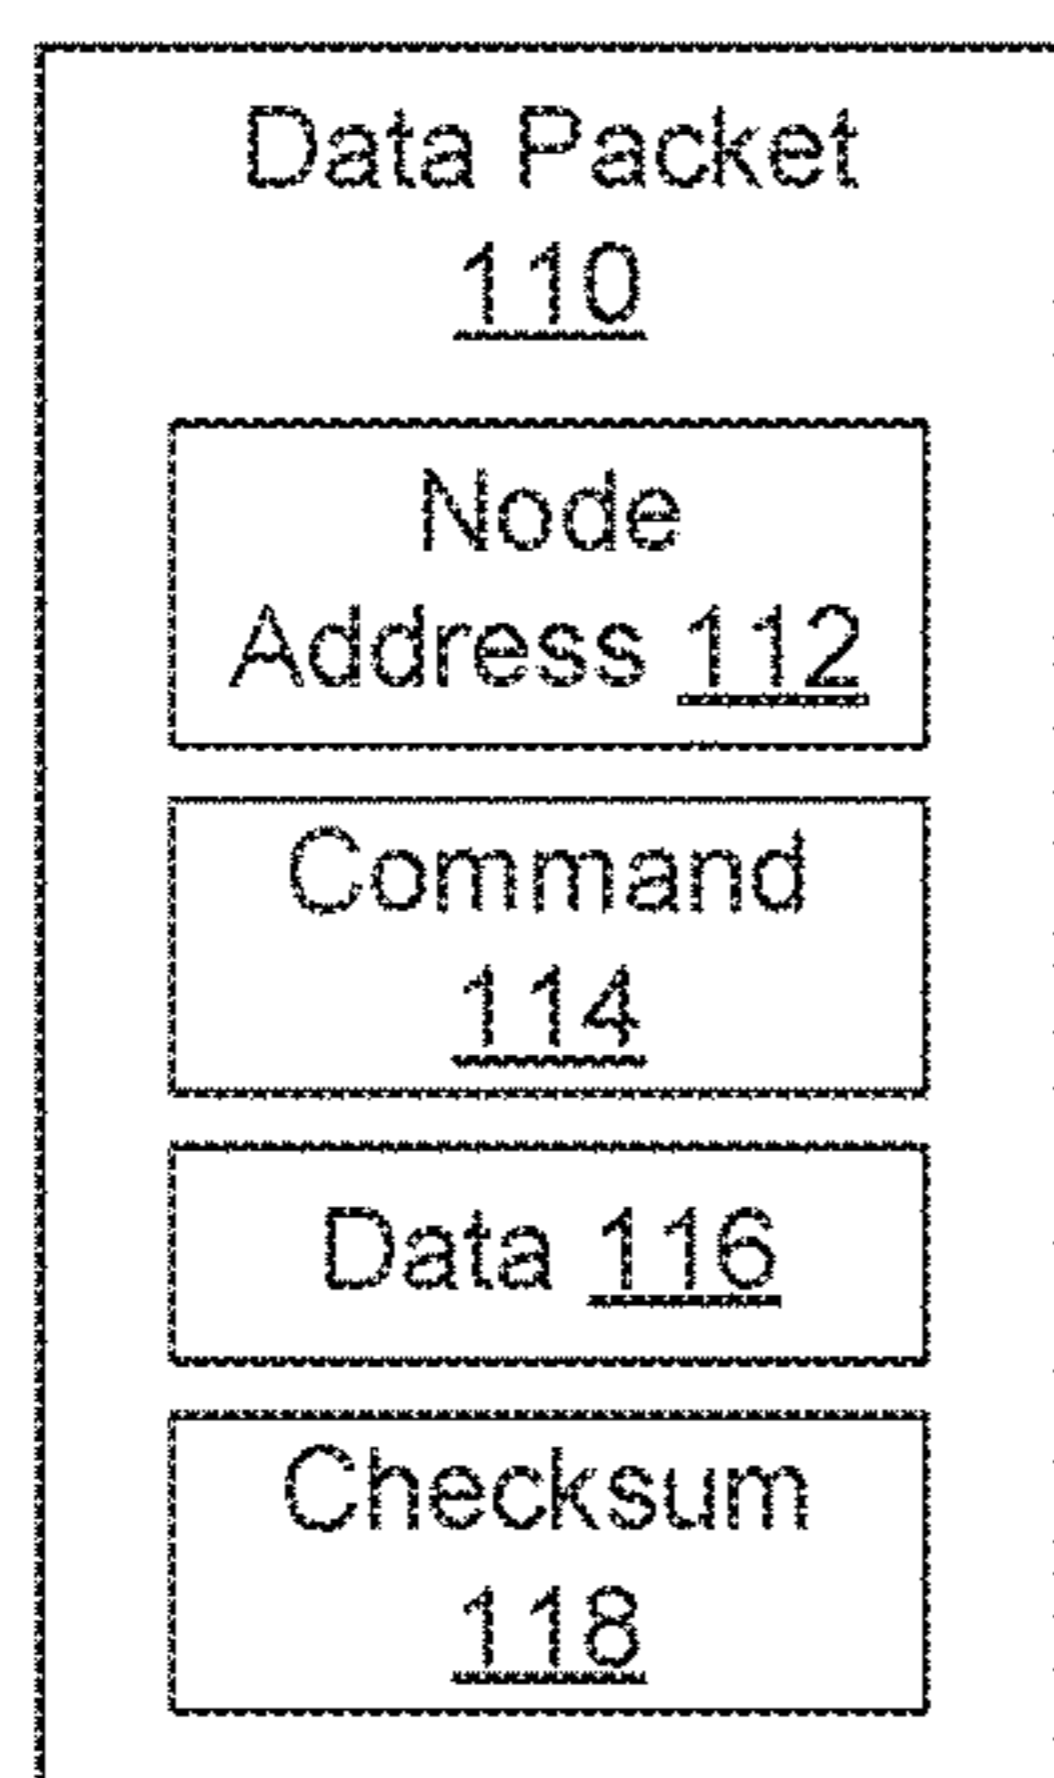 Data Packet
110
Node
Address 112
Command
114
Data 116
Checksum
118